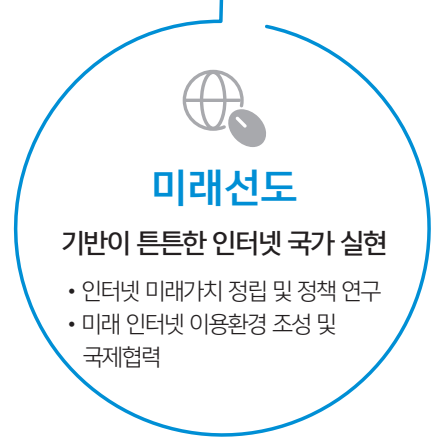 미래선도
기반이 튼튼한 인터넷 국가 실현
• 인터넷 미래가치 정립 및 정책 연구
• 미래 인터넷 이용환경 조성 및
국제협력